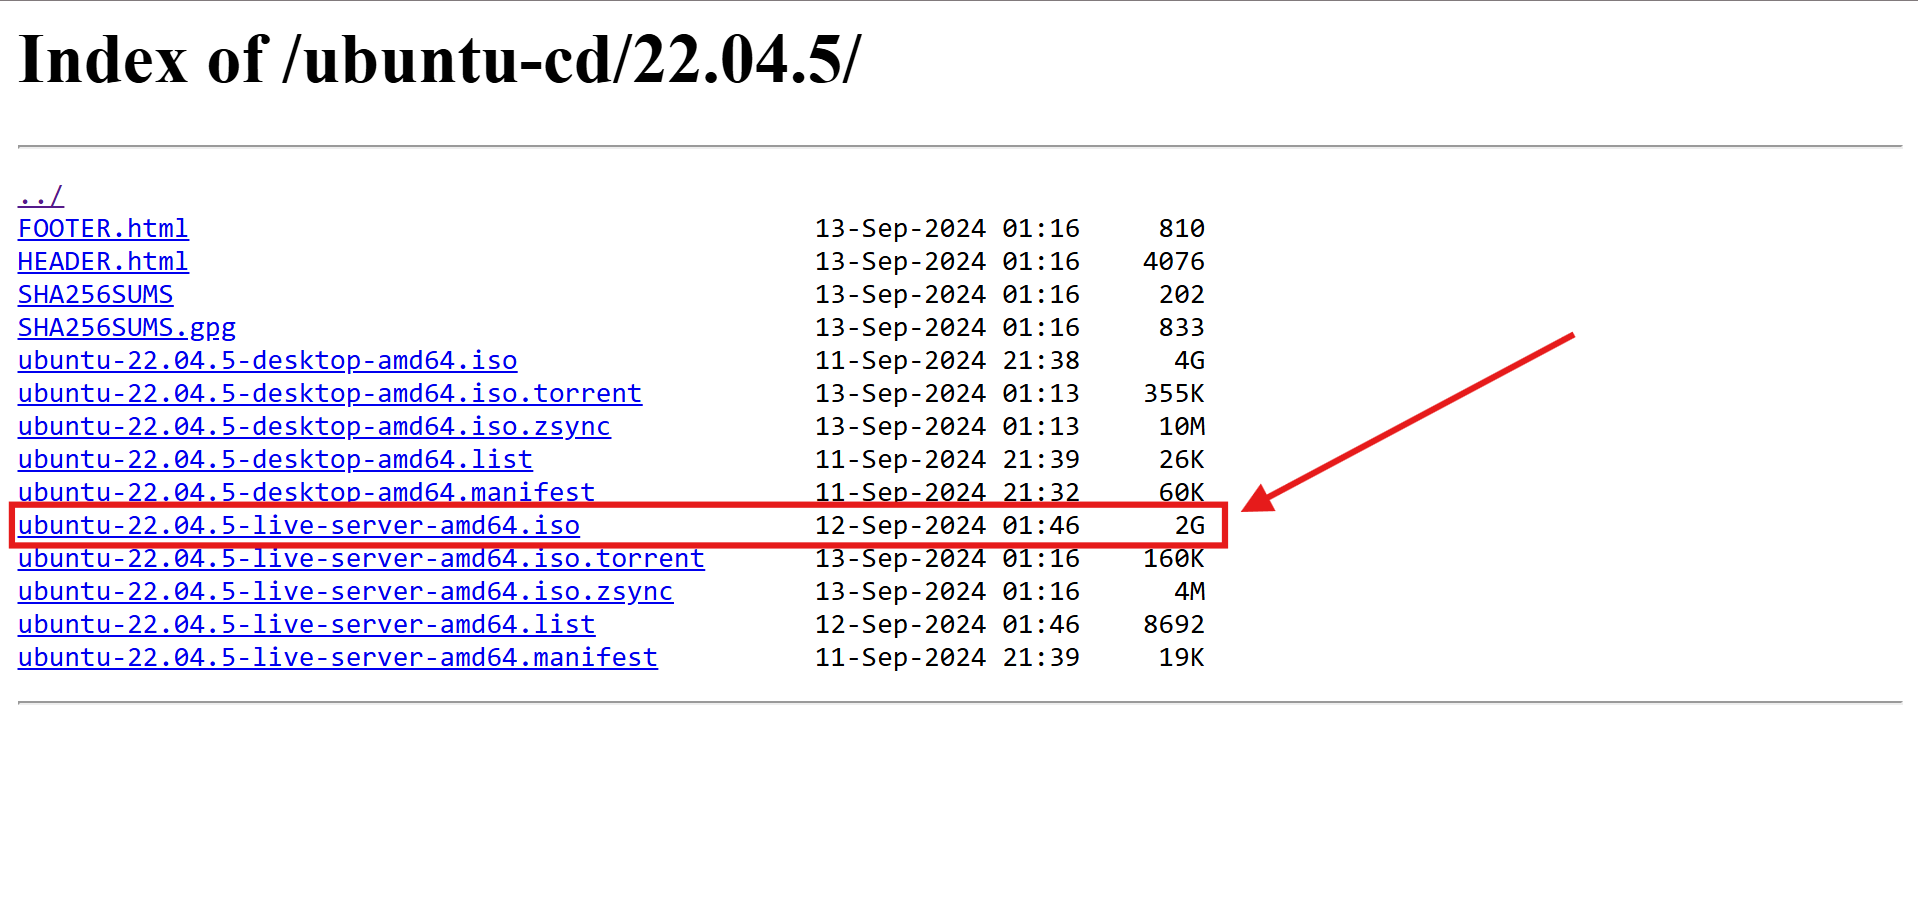 Index of /ubuntu-cd/22.04.5/
../
FOOTER.html 13-Sep-2024 01:16 810
HEADER.html 13-Sep-2024 01:16 4076
SHA256SUMS 13-Sep-2024 01:16 202
SHA256SUMS.gpg 13-Sep-2024 01:16 833
ubuntu-22.04.5-desktop-amd64.iso 11-Sep-2024 21:38 4G
ubuntu-22.04.5-desktop-amd64.iso.torrent 13-Sep-2024 01:13 355K
ubuntu-22.04.5-desktop-amd64.iso.zsync 13-Sep-2024 01:13 10M
ubuntu-22.04.5-desktop-amd64.list 11-Sep-2024 21:39 26K
ubuntu-22.04.5-desktop-amd64.manifest 11-Sep-2024 21:32 60K
ubuntu-22.04.5-live-server-amd64.iso 12-Sep-2024 01:46 2G
ubuntu-22.04.5-live-server-amd64.iso.torrent 13-Sep-2024 01:16 160K
ubuntu-22.04.5-live-server-amd64.iso.zsync 13-Sep-2024 01:16 4M
ubuntu-22.04.5-live-server-amd64.list 12-Sep-2024 01:46 8692
ubuntu-22.04.5-live-server-amd64.manifest 11-Sep-2024 21:39 19K